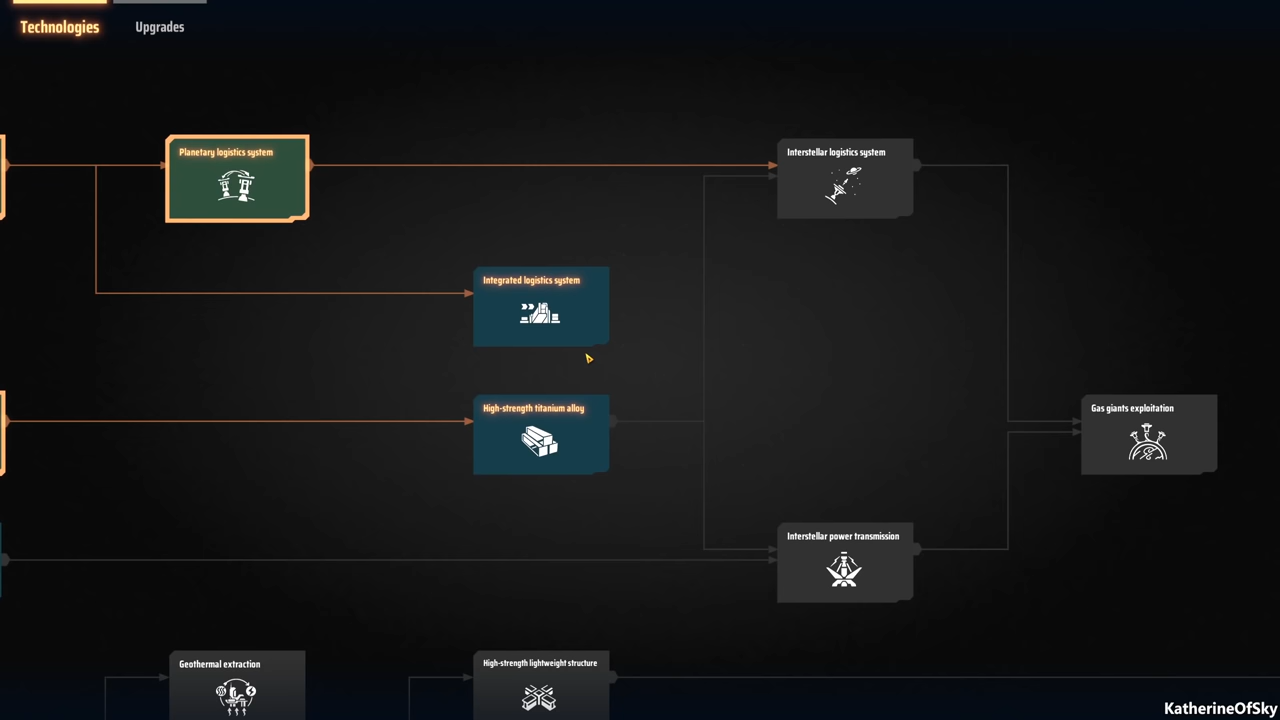 Technologies
Upgrades
Planetary logistics system
Interstellar logistics system
Integrated logistics system
High-strength titanium alloy
Gas giants exploitation
Interstellar power transmission
Geothermal extraction
High-strength lightweight structure
KatherineOfSky